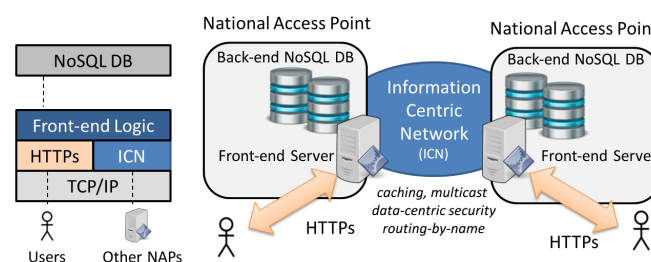 NoSQL DB
Front-end Logic
HTTPs
ICN
TCP/IP
Users
Other NAPs
National Access Point
Back-end NoSQL DB
Front-end Server
HTTPs
Information
Centric
Network
(ICN)
caching, multicast
data-centric security
routing-by-name
National Access Poin
Back-end NoSQL DB
Front-end Serve
HTTPs